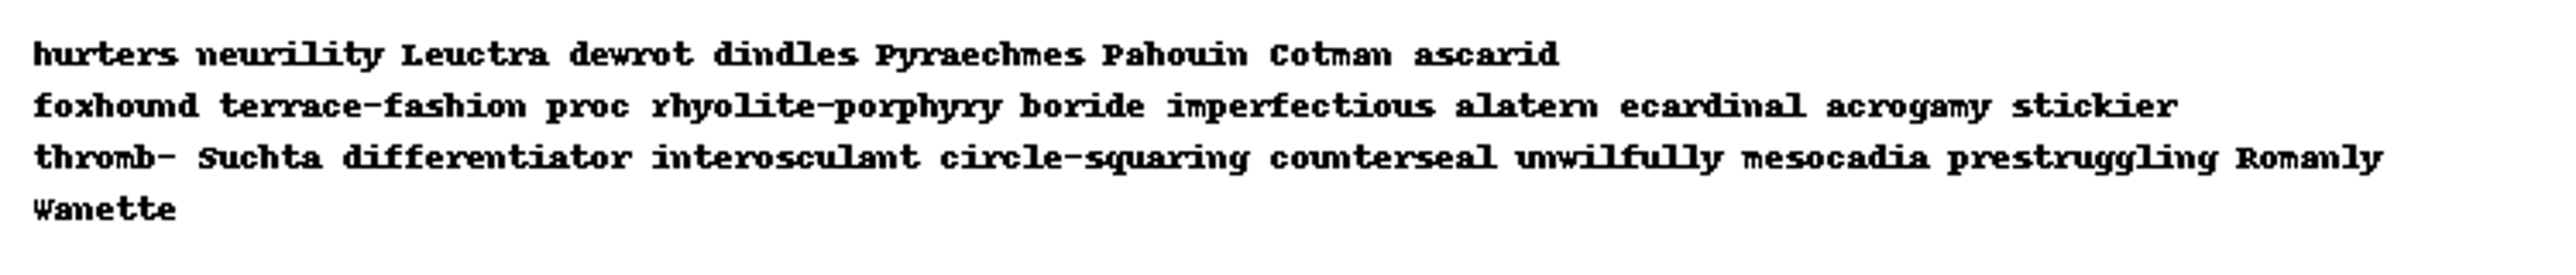 hurters neurility Leuctra dewrot dindles Pyraechmes Pahouin Cotman ascarid
foxhound terrace-fashion proc rhyolite-porphyry boride imperfectious alatern ecardinal acrogamy stickier
thromb- Suchta differentiator interosculant circle-squaring counterseal unwilfully mesocadia prestruggling Romanly
Wanette